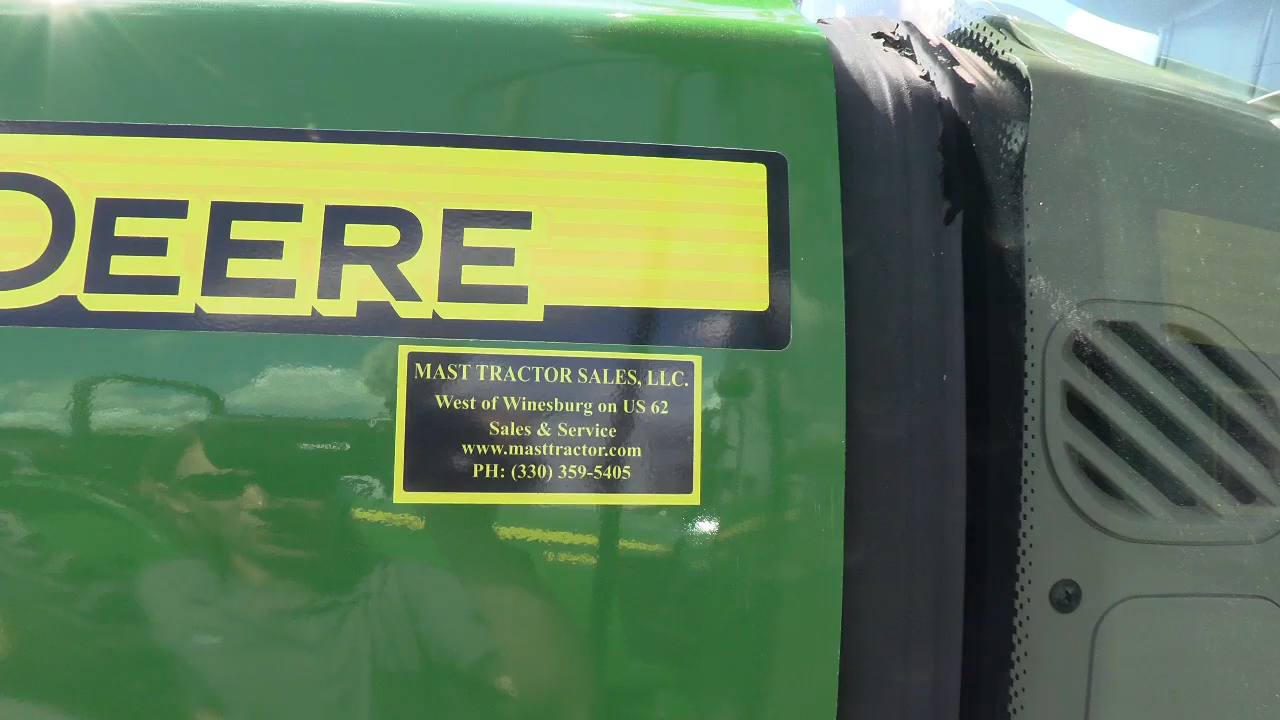 DEERE
MAST TRACTOR SALES, LLC.
West of Winesburg on US 62
Sales & Service
www.masttractor.com
PH: (330) 359-5405